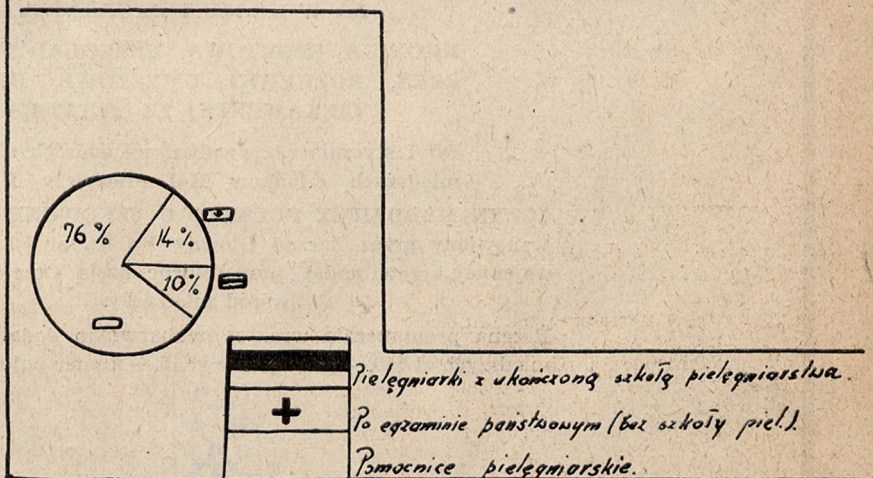 76%
14%
10%
Pielęgniarki z ukończoną szkołą pielęgniarstwa.
Po egzaminie państwowym (bez szkoły piel.).
Pomocnice pielęgniarskie.